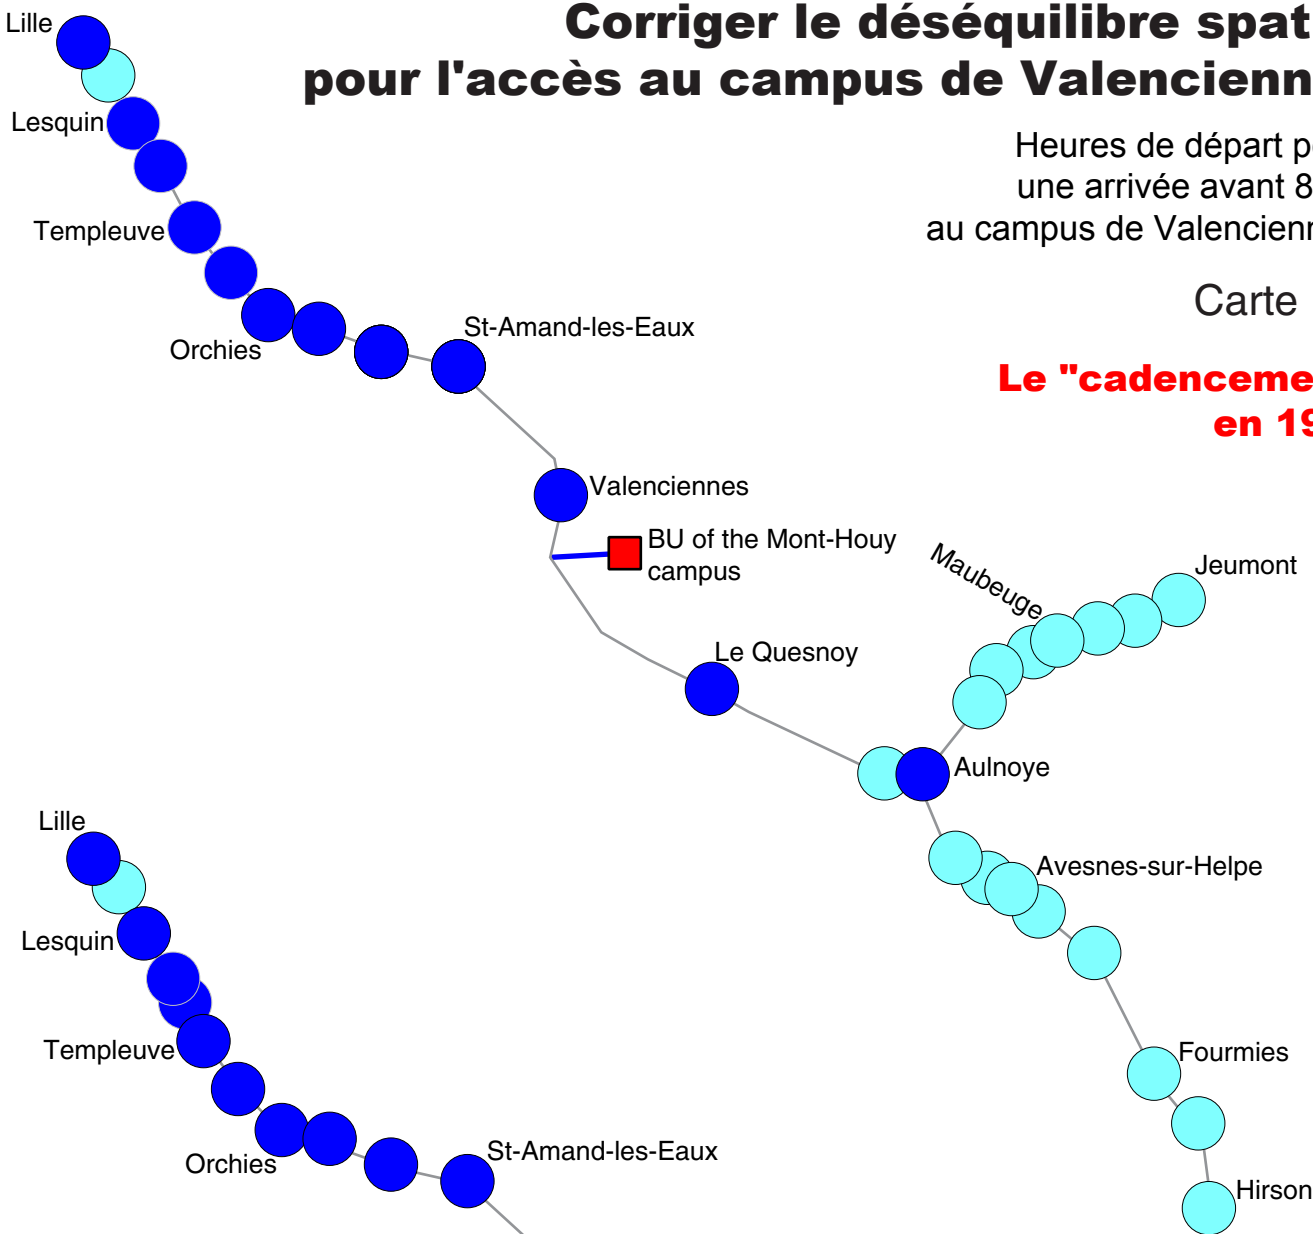 Corriger le déséquilibre spat
pour l'accès au campus de Valencienn
Heures de départ p
une arrivée avant 8
au campus de Valencien
Carte
Le "cadenceme
en 19
Lille
Lesquin
Templeuve
Orchies
St-Amand-les-Eaux
Valenciennes
BU of the Mont-Houy
campus
Maubeuge
Jeumont
Le Quesnoy
Aulnoye
Avesnes-sur-Helpe
Fourmies
Hirson
Lille
Lesquin
Templeuve
Orchies
St-Amand-les-Eaux